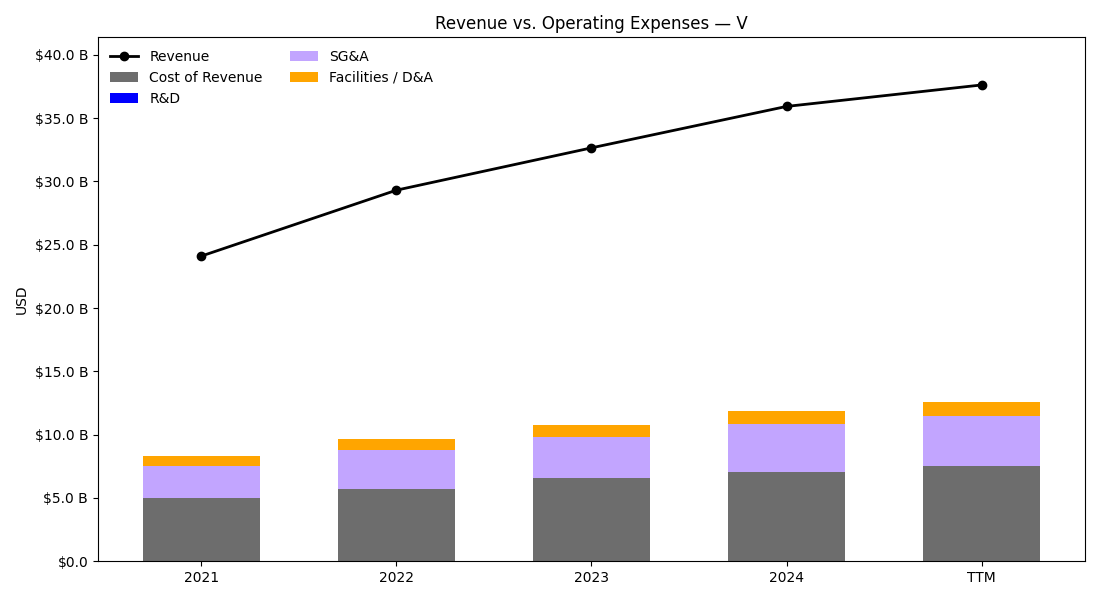 Revenue vs. Operating Expenses — V
Revenue
Cost of Revenue
R&D
SG&A
Facilities / D&A
USD
$40.0 B
$35.0 B
$30.0 B
$25.0 B
$20.0 B
$15.0 B
$10.0 B
$5.0 B
$0.0
2021 2022 2023 2024 TTM